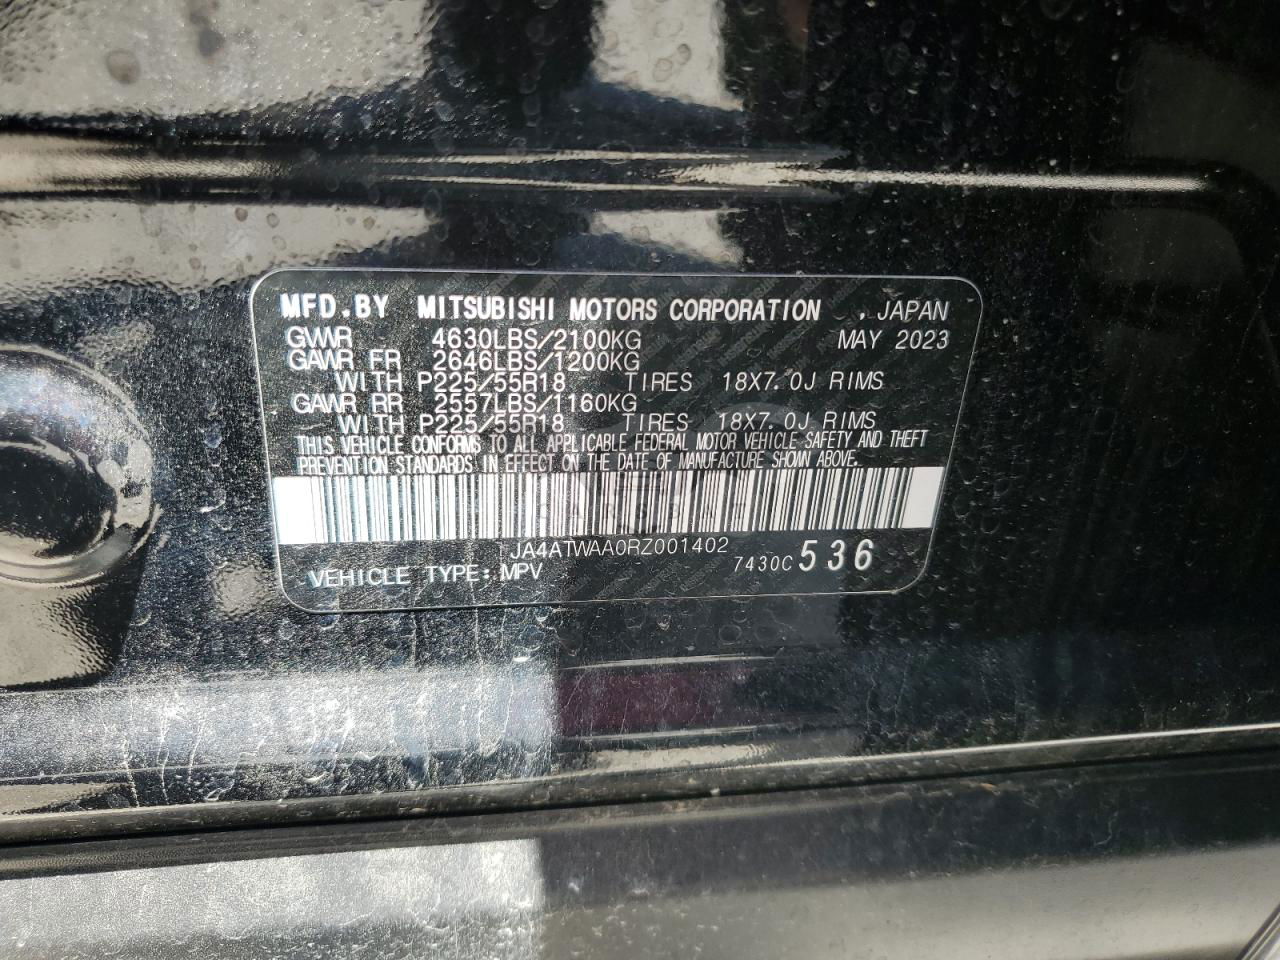 MFD.BY MITSUBISHI MOTORS CORPORATION , JAPAN
GVWR 4630LBS/2100KG MAY 2023
GAWR FR 2646LBS/1200KG
WITH P225/55R18 TIRES 18X7.0J RIMS
GAWR RR 2557LBS/1160KG
WITH P225/55R18 TIRES 18X7.0J RIMS
THIS VEHICLE CONFORMS TO ALL APPLICABLE FEDERAL MOTOR VEHICLE SAFETY AND THEFT
PREVENTION STANDARDS IN EFFECT ON THE DATE OF MANUFACTURE SHOWN ABOVE.
JA4ATWAA0RZ001402
VEHICLE TYPE: MPV 7430C 536